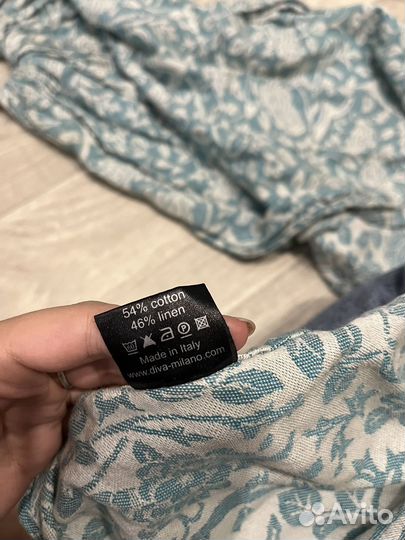 54% cotton
46% linen
Made in Italy
www.diva-milano.com
Avito